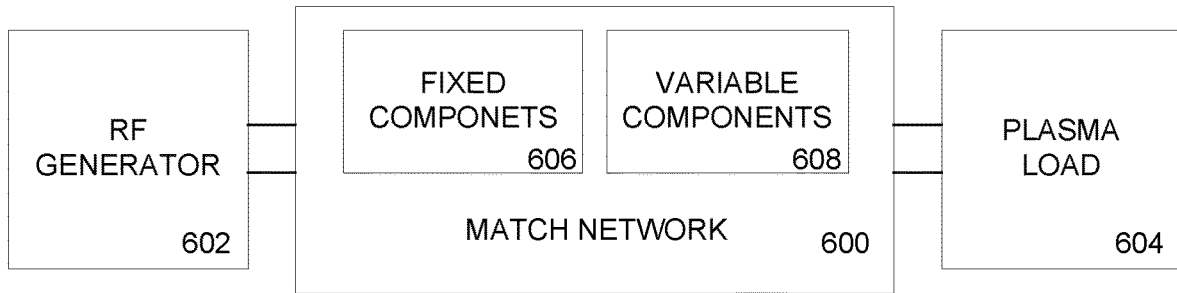 RF
GENERATOR
602
FIXED
COMPONETS
606
VARIABLE
COMPONENTS
608
MATCH NETWORK
600
PLASMA
LOAD
604